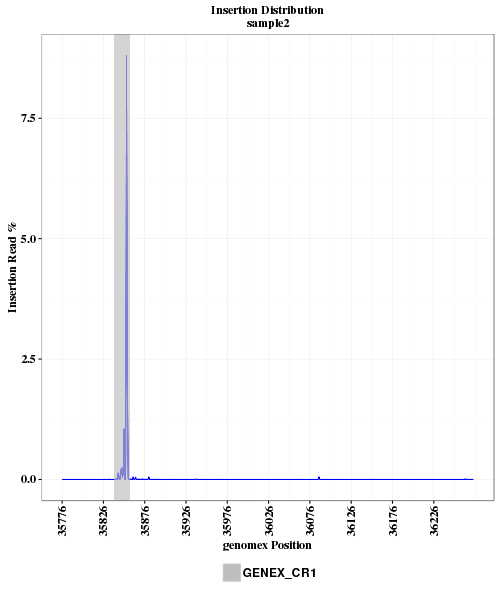 Insertion Distribution
sample2
Insertion Read %
7.5
5.0
2.5
0.0
35776
35826
35876
35926
35976
36026
36076
36126
36176
36226
genomex Position
GENEX_CR1